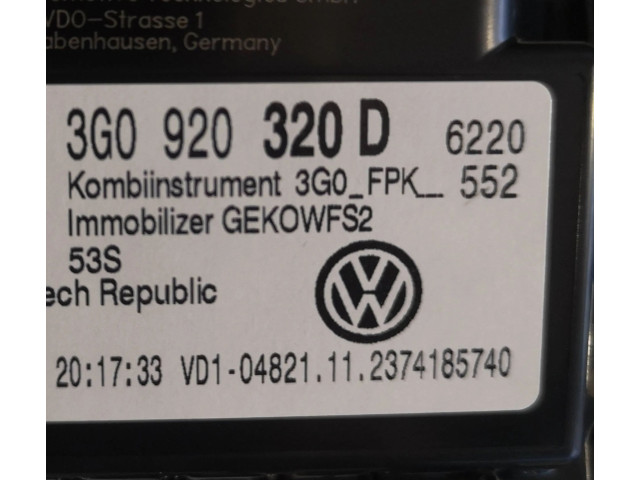 VDO-Strasse 1
abenhausen, Germany
3G0 920 320 D 6220
Kombiinstrument 3G0_FPK__ 552
Immobilizer GEKOWFS2
53S
ech Republic
20:17:33 VD1-04821.11.2374185740